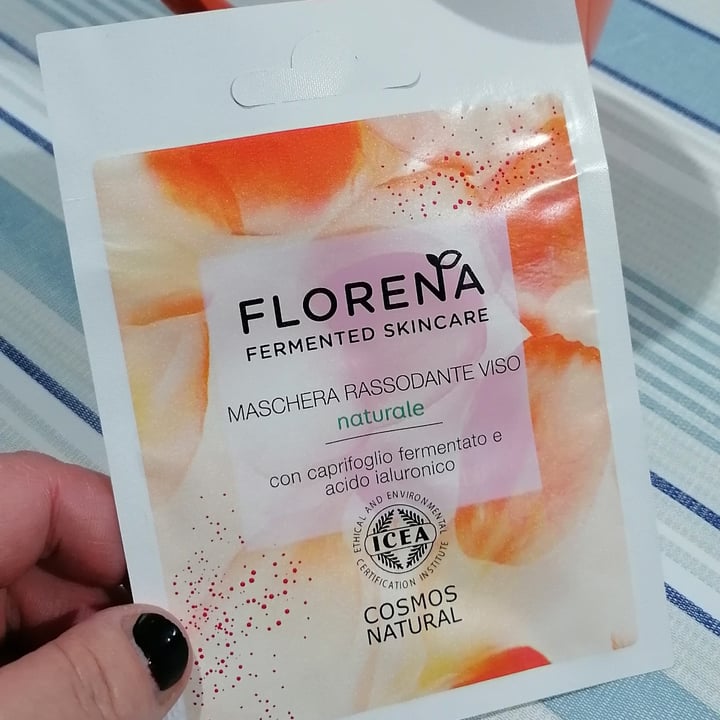 FLORENA
FERMENTED SKINCARE
MASCHERA RASSODANTE VISO
naturale
con caprifoglio fermentato e
acido ialuronico
ETHICAL AND ENVIRONMENTAL
ICEA
CERTIFICATION INSTITUTE
COSMOS
NATURAL